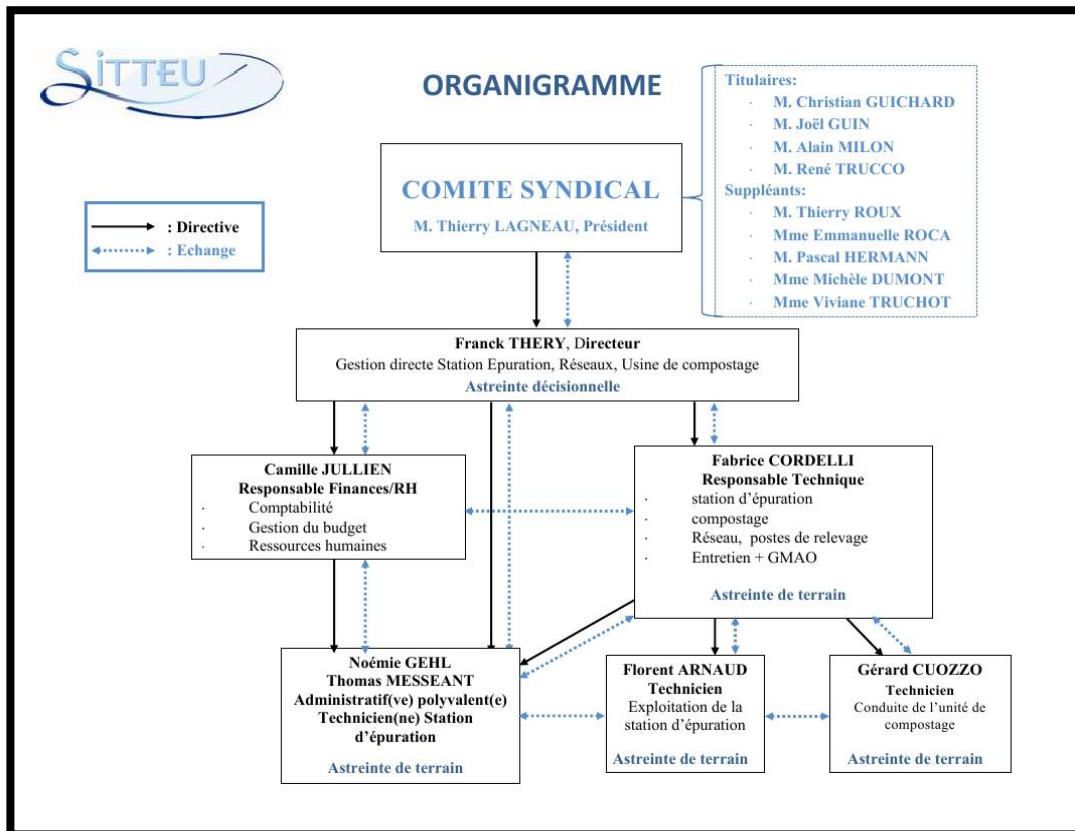 SITTEU
ORGANIGRAMME
Titulaires:
· M. Christian GUICHARD
· M. Joël GUIN
· M. Alain MILON
· M. René TRUCCO
Suppléants:
· M. Thierry ROUX
· Mme Emmanuelle ROCA
· M. Pascal HERMANN
· Mme Michèle DUMONT
· Mme Viviane TRUCHOT
COMITE SYNDICAL
M. Thierry LAGNEAU, Président
: Directive
: Echange
Franck THERY, Directeur
Gestion directe Station Epuration, Réseaux, Usine de compostage
Astreinte décisionnelle
Camille JULLIEN
Responsable Finances/RH
· Comptabilité
· Gestion du budget
· Ressources humaines
Fabrice CORDELLI
Responsable Technique
· station d'épuration
· compostage
· Réseau, postes de relevage
· Entretien + GMAO
Astreinte de terrain
Noémie GEHL
Thomas MESSEANT
Administratif(ve) polyvalent(e)
Technicien(ne) Station
d'épuration
Astreinte de terrain
Florent ARNAUD
Technicien
Exploitation de la
station d'épuration
Astreinte de terrain
Gérard CUOZZO
Technicien
Conduite de l'unité de
compostage
Astreinte de terrain